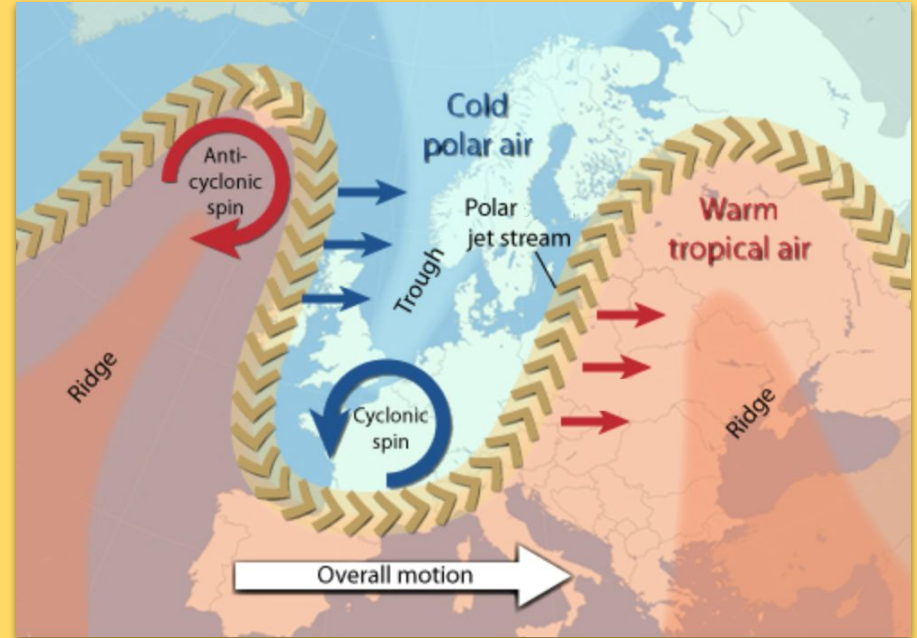 Cold
polar air
Anti-
cyclonic
spin
Polar
jet stream
Warm
tropical air
Trough
Ridge
Cyclonic
spin
Ridge
Overall motion